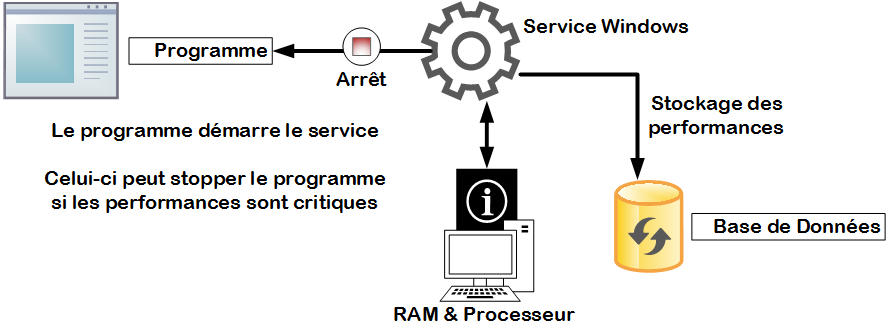 Service Windows
Programme
Arrêt
Stockage des
performances
Le programme démarre le service
Celui-ci peut stopper le programme
si les performances sont critiques
Base de Données
RAM & Processeur